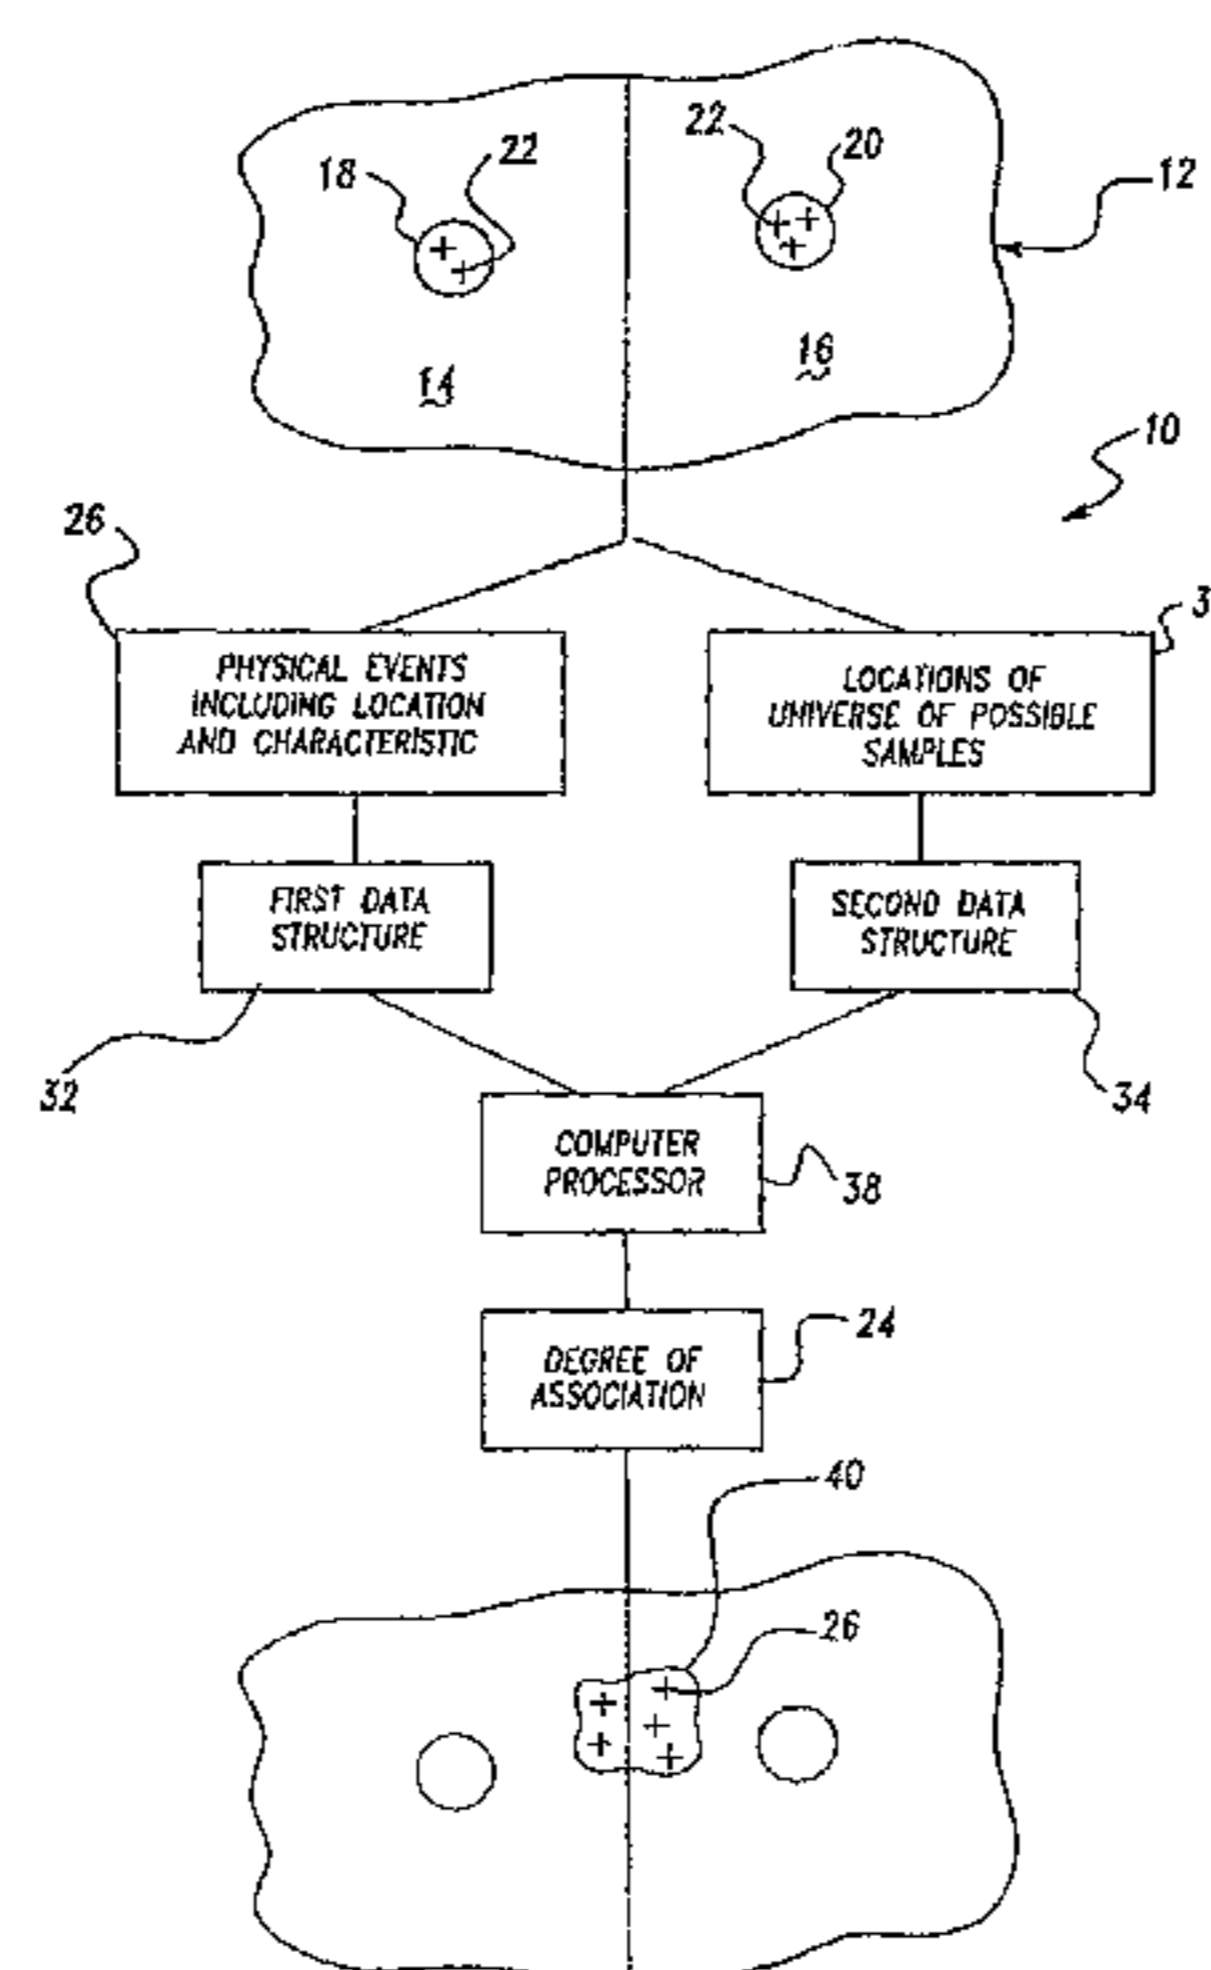 22
20
18
22
12
16
14
10
26
3
PHYSICAL EVENTS
INCLUDING LOCATION
AND CHARACTERISTIC
LOCATIONS OF
UNIVERSE OF POSSIBLE
SAMPLES
FIRST DATA
STRUCTURE
SECOND DATA
STRUCTURE
32
34
COMPUTER
PROCESSOR
38
24
DEGREE OF
ASSOCIATION
40
26